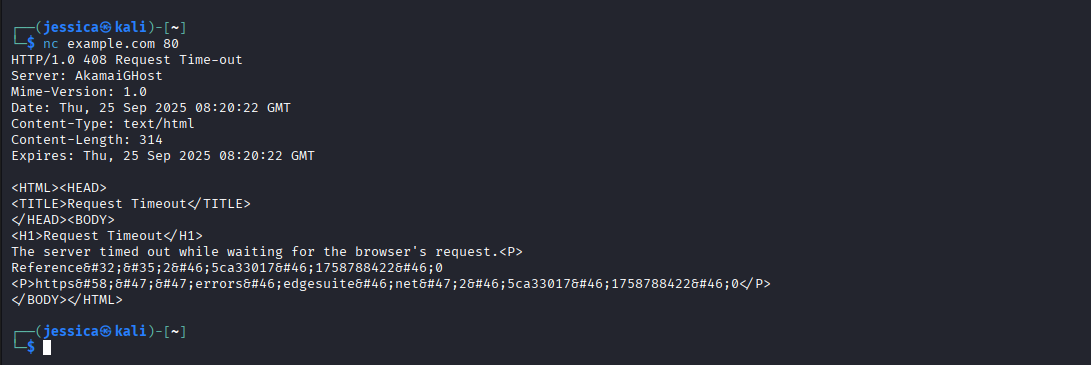 ┌──(jessica㉿kali)-[~]
└─$ nc example.com 80
HTTP/1.0 408 Request Time-out
Server: AkamaiGHost
Mime-Version: 1.0
Date: Thu, 25 Sep 2025 08:20:22 GMT
Content-Type: text/html
Content-Length: 314
Expires: Thu, 25 Sep 2025 08:20:22 GMT

<HTML><HEAD>
<TITLE>Request Timeout</TITLE>
</HEAD><BODY>
<H1>Request Timeout</H1>
The server timed out while waiting for the browser's request.<P>
Reference&#32;&#35;2&#46;5ca33017&#46;1758788422&#46;0
<P>https&#58;&#47;&#47;errors&#46;edgesuite&#46;net&#47;2&#46;5ca33017&#46;1758788422&#46;0</P>
</BODY></HTML>

┌──(jessica㉿kali)-[~]
└─$